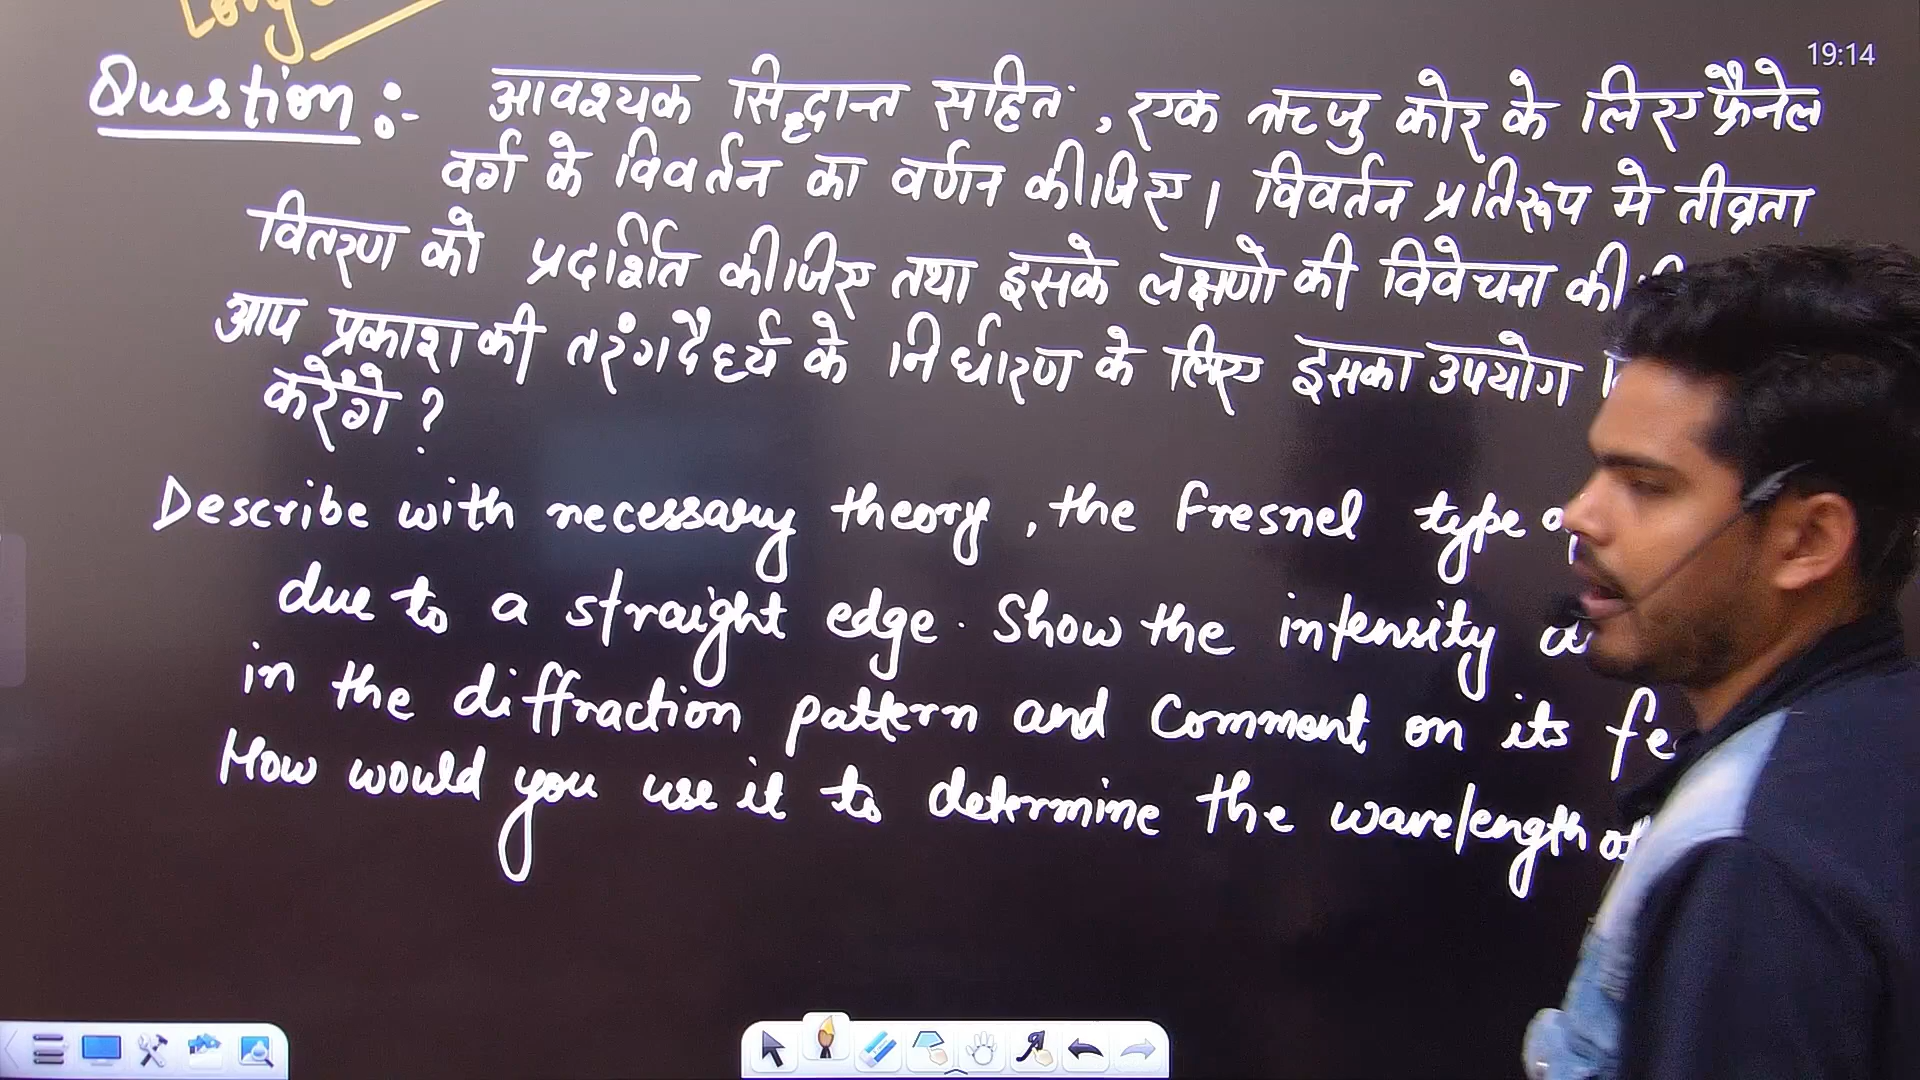 Long
19:14
Question :- आवश्यक सिद्धान्त सहित , एक ऋजु कोर के लिए फ्रैनेल
वर्ग के विवर्तन का वर्णन कीजिए । विवर्तन प्रतिरूप मे तीव्रता
वितरण को प्रदर्शित कीजिए तथा इसके लक्षणो की विवेचना
आप प्रकाश की तरंगदैर्ध्य के निर्धारण के लिए इसका उपयोग
करेंगे ?
Describe with necessary theory , the Fresnel type
due to a straight edge . Show the intensity
in the diffraction pattern and Comment on its
How would you use it to determine the wavelength of